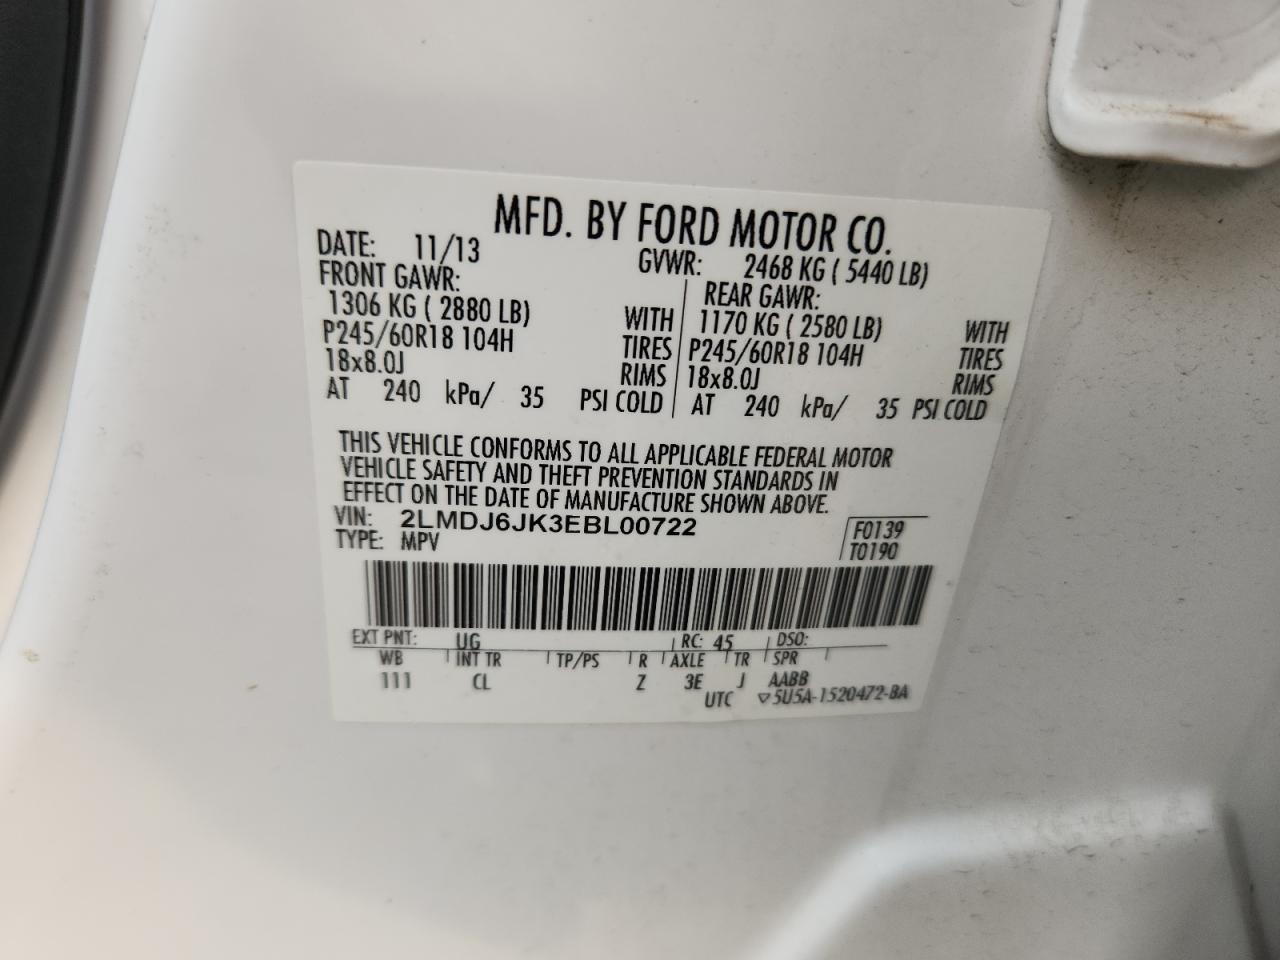 MFD. BY FORD MOTOR CO.
DATE: 11/13 GVWR: 2468 KG ( 5440 LB)
FRONT GAWR: REAR GAWR:
1306 KG ( 2880 LB) WITH 1170 KG ( 2580 LB) WITH
P245/60R18 104H TIRES P245/60R18 104H TIRES
18x8.0J RIMS 18x8.0J RIMS
AT 240 kPa/ 35 PSI COLD AT 240 kPa/ 35 PSI COLD
THIS VEHICLE CONFORMS TO ALL APPLICABLE FEDERAL MOTOR
VEHICLE SAFETY AND THEFT PREVENTION STANDARDS IN
EFFECT ON THE DATE OF MANUFACTURE SHOWN ABOVE.
VIN: 2LMDJ6JK3EBL00722 F0139
TYPE: MPV T0190
EXT PNT: UG RC: 45 DSO:
WB INT TR TP/PS R AXLE TR SPR
111 CL Z 3E J AABB
UTC ▽5U5A-1520472-BA